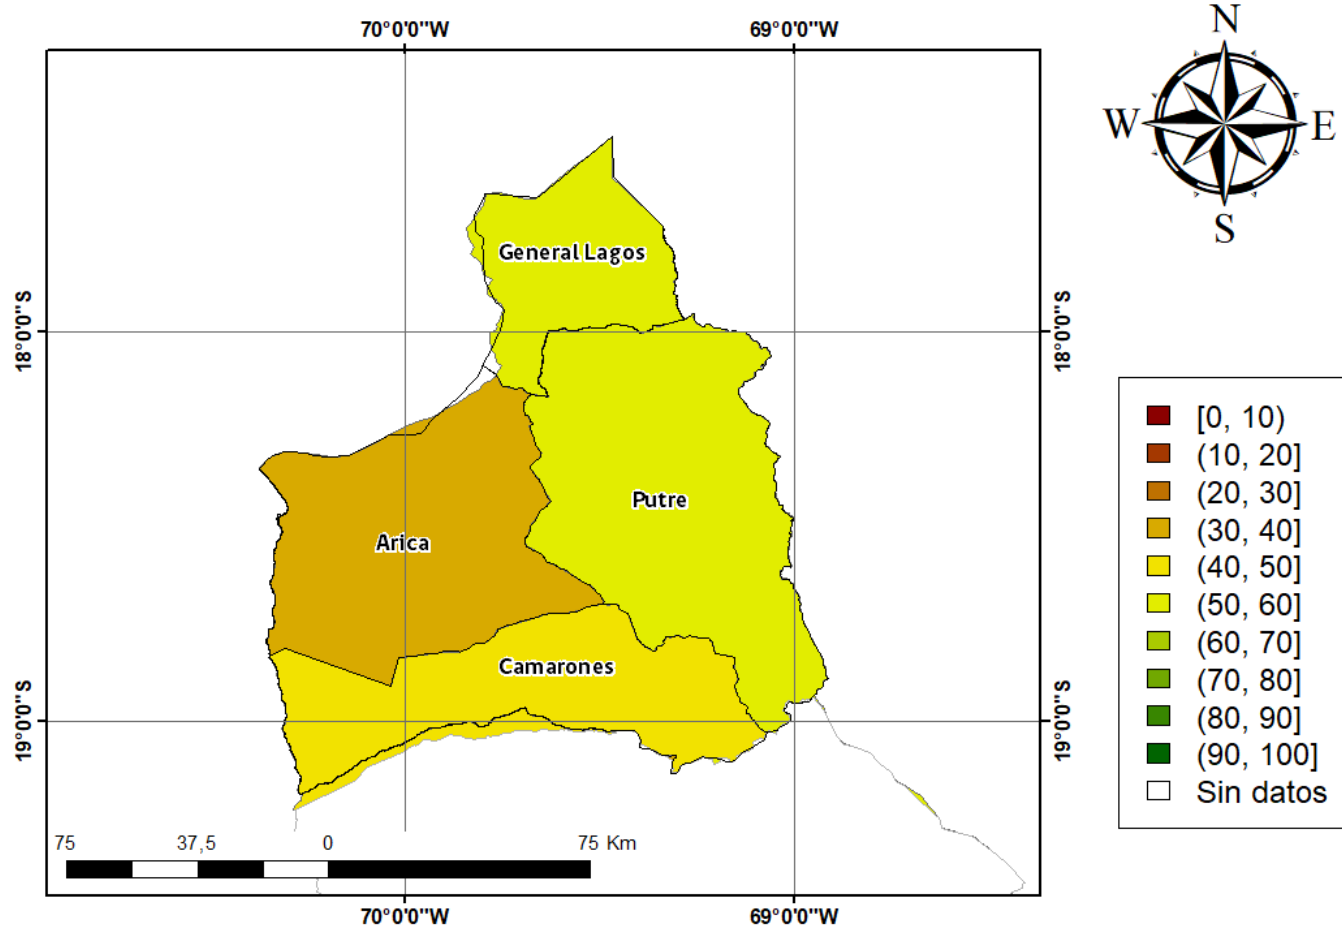 70°0'0"W 69°0'0"W
N
W E
S
General Lagos
18°0'0"S 18°0'0"S
Putre
Arica
Camarones
19°0'0"S 19°0'0"S
75 37,5 0 75 Km
70°0'0"W 69°0'0"W
[0, 10)
(10, 20]
(20, 30]
(30, 40]
(40, 50]
(50, 60]
(60, 70]
(70, 80]
(80, 90]
(90, 100]
Sin datos